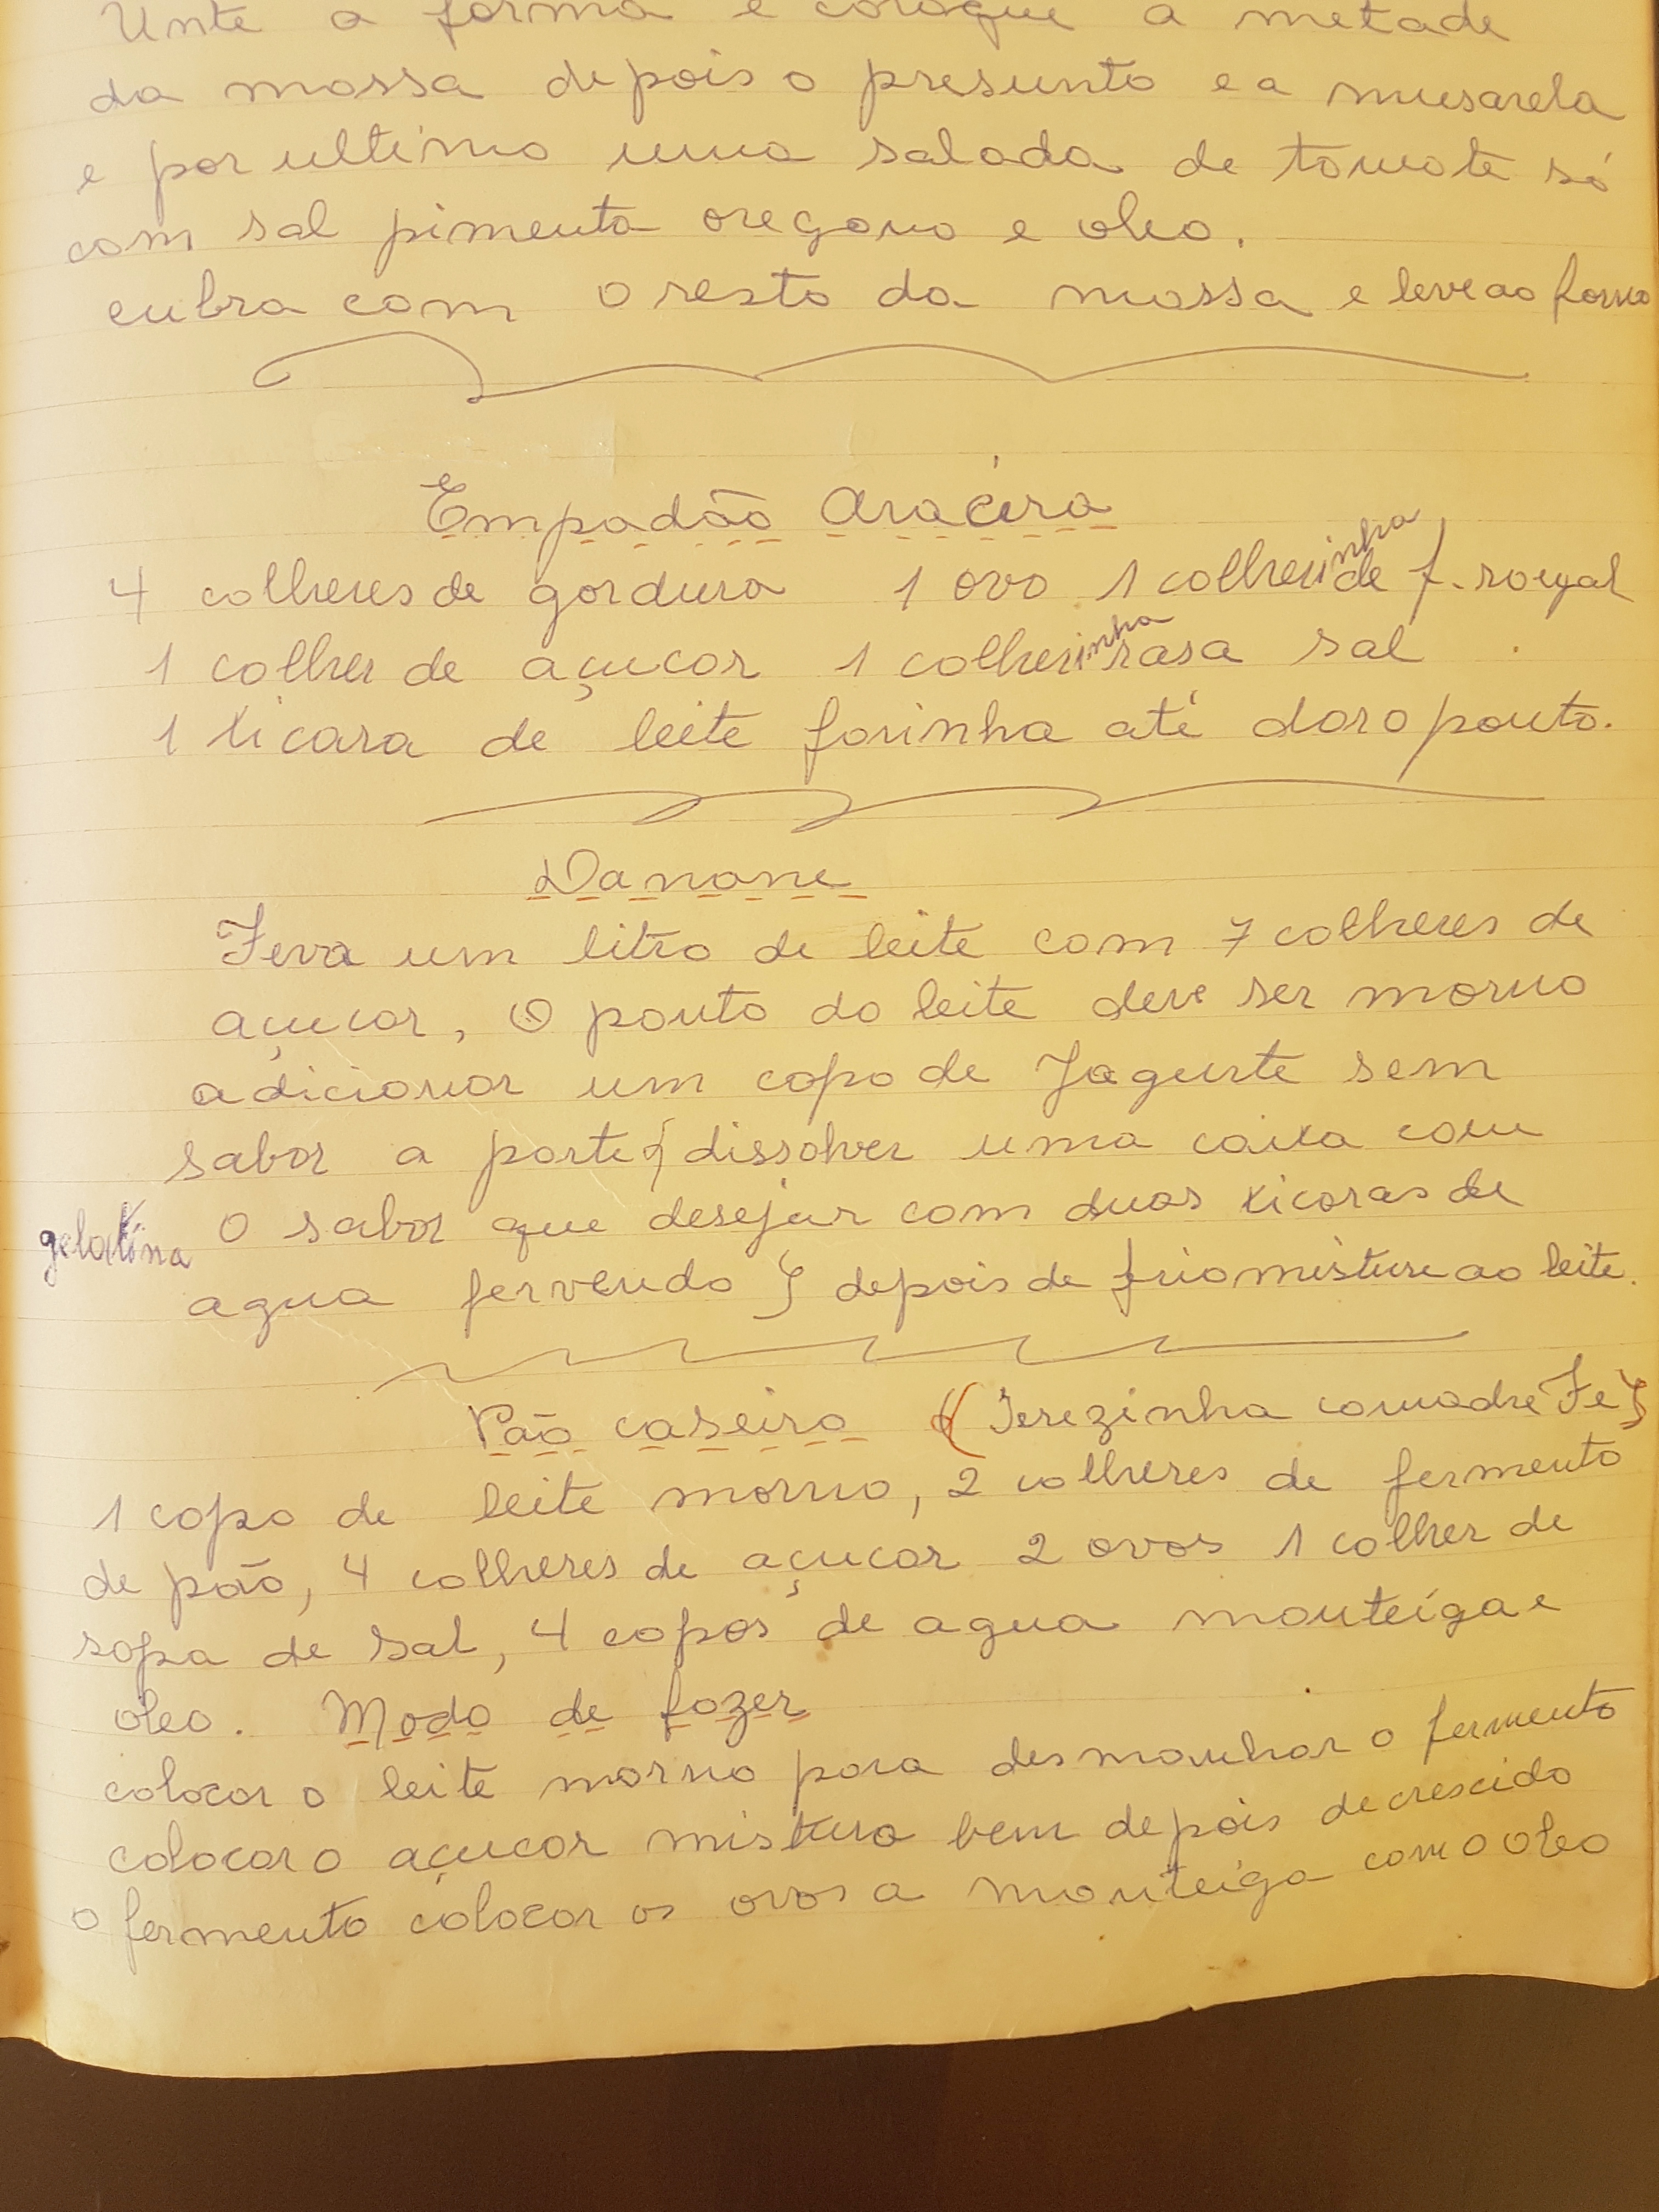 Unte a forma e coloque a metade
da massa depois o presunto e a musarela
e por ultimo uma salada de tomate só
com sal pimenta oregano e oleo.
cubra com o resto da massa e leve ao forno
Empadão Aracéra
4 colheres de gordura 1 ovo 1 colherinha de f. royal
1 colher de açucar 1 colherinha rasa sal
1 xicara de leite farinha até dar o ponto.
Danone
Ferva um litro de leite com 7 colheres de
açucar, O ponto do leite deve ser morno
adicionar um copo de Jogurte sem
sabor a parte { dissolver uma caixa com
gelatina o sabor que desejar com duas xicaras de
agua fervendo } depois de frio misture ao leite.
Pão caseiro (Terezinha comadre Fe)
1 copo de leite morno, 2 colheres de fermento
de pão, 4 colheres de açucar 2 ovos 1 colher de
sopa de sal, 4 copos de agua manteiga e
oleo. Modo de fazer
colocar o leite morno para desmanchar o fermento
colocar o açucar mistura bem depois de crescido
o fermento colocar os ovos a manteiga com o oleo